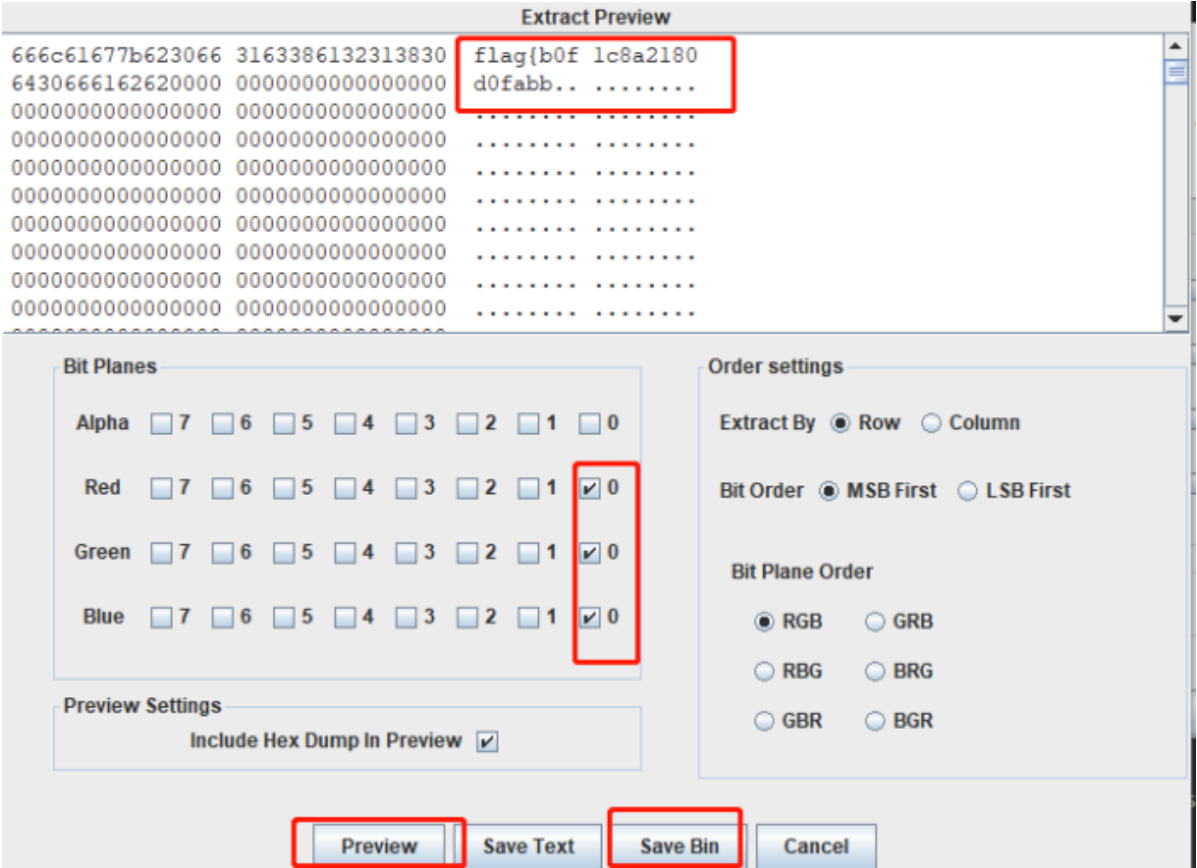 Extract Preview
666c61677b623066 3163386132313830 flag{b0f 1c8a2180
6430666162620000 0000000000000000 d0fabb.. ........
0000000000000000 0000000000000000 ........ ........
0000000000000000 0000000000000000 ........ ........
0000000000000000 0000000000000000 ........ ........
0000000000000000 0000000000000000 ........ ........
0000000000000000 0000000000000000 ........ ........
0000000000000000 0000000000000000 ........ ........
0000000000000000 0000000000000000 ........ ........
0000000000000000 0000000000000000 ........ ........
Bit Planes
Alpha 7 6 5 4 3 2 1 0
Red 7 6 5 4 3 2 1 0
Green 7 6 5 4 3 2 1 0
Blue 7 6 5 4 3 2 1 0
Preview Settings
Include Hex Dump In Preview
Order settings
Extract By Row Column
Bit Order MSB First LSB First
Bit Plane Order
RGB GRB
RBG BRG
GBR BGR
Preview Save Text Save Bin Cancel